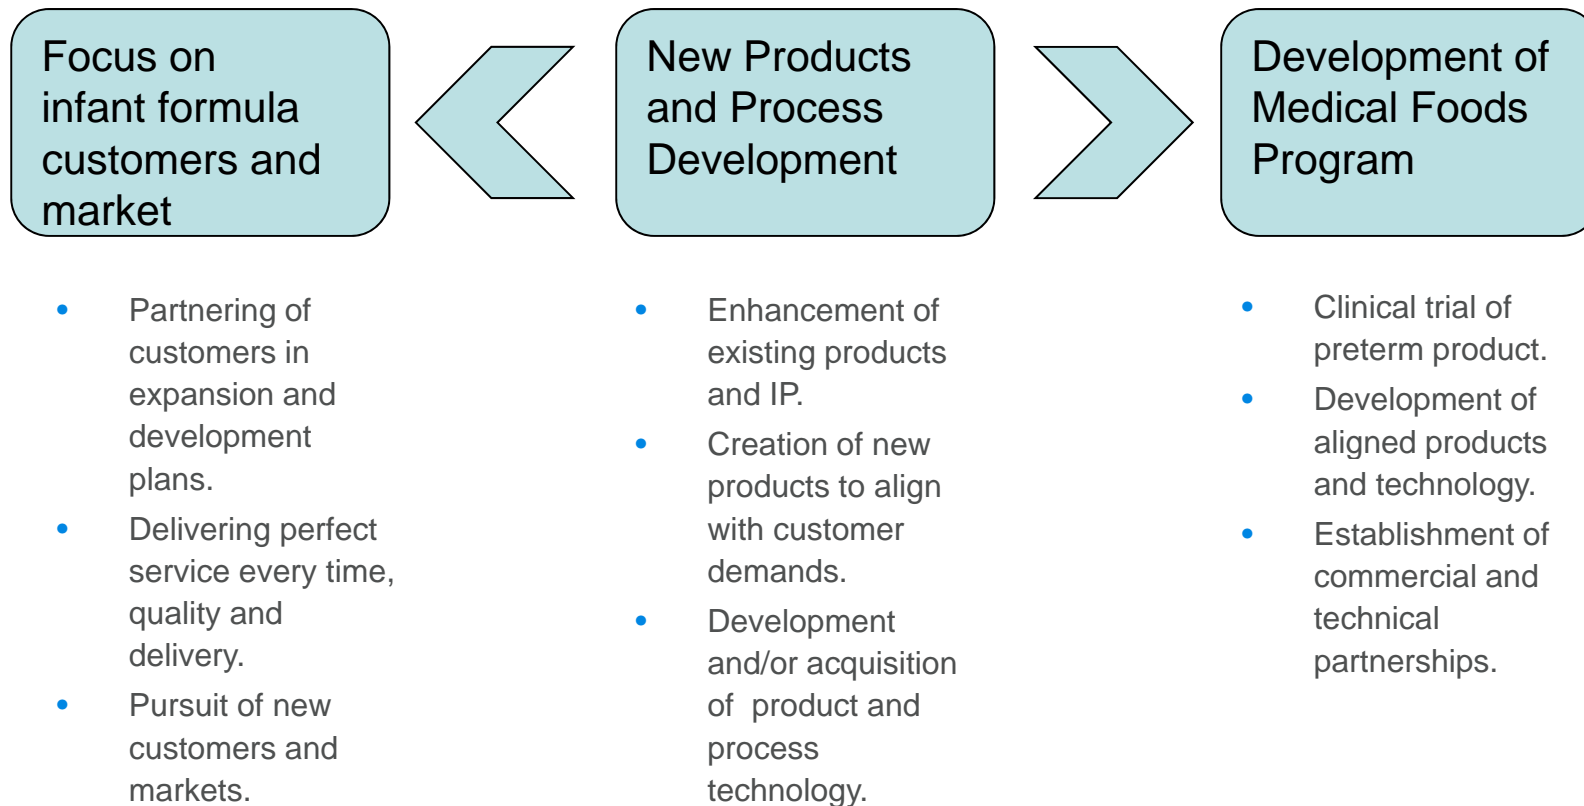 Focus on
infant formula
customers and
market
New Products
and Process
Development
Development of
Medical Foods
Program
• Partnering of
customers in
expansion and
development
plans.
• Delivering perfect
service every time,
quality and
delivery.
• Pursuit of new
customers and
markets.
• Enhancement of
existing products
and IP.
• Creation of new
products to align
with customer
demands.
• Development
and/or acquisition
of  product and
process
technology.
• Clinical trial of
preterm product.
• Development of
aligned products
and technology.
• Establishment of
commercial and
technical
partnerships.